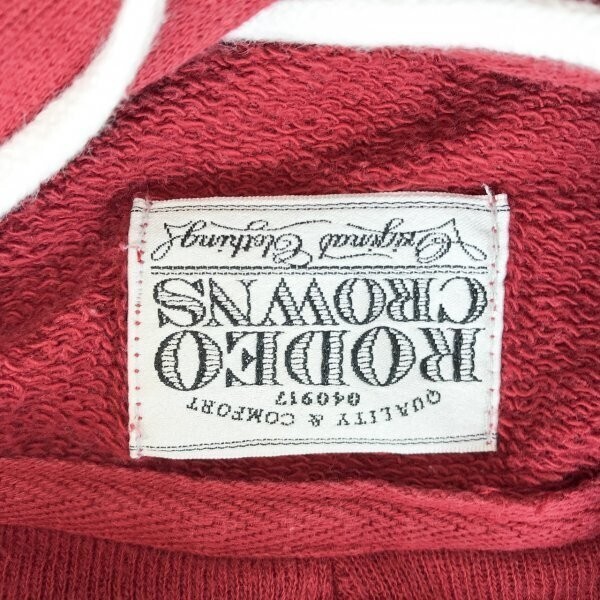 QUALITY & COMFORT
040917
RODEO
CROWNS
Original Clothing